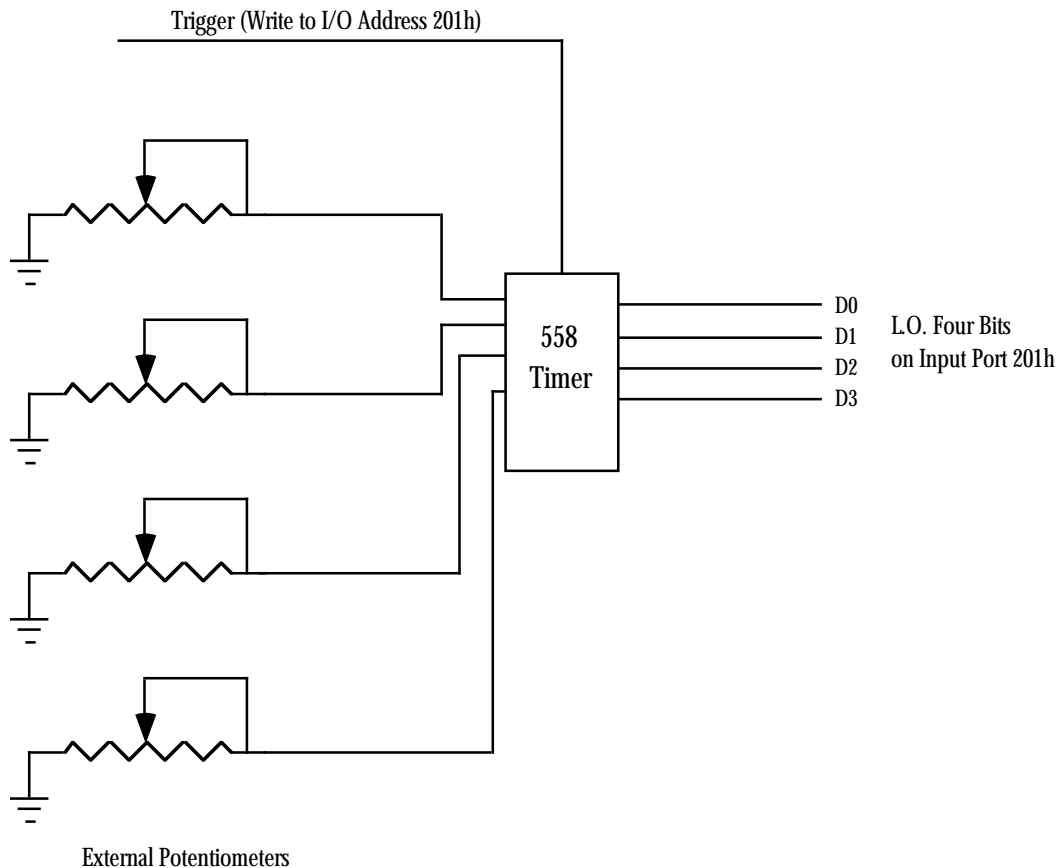 Trigger (Write to I/O Address 201h)
558
Timer
D0
D1
D2
D3
L.O. Four Bits
on Input Port 201h
External Potentiometers